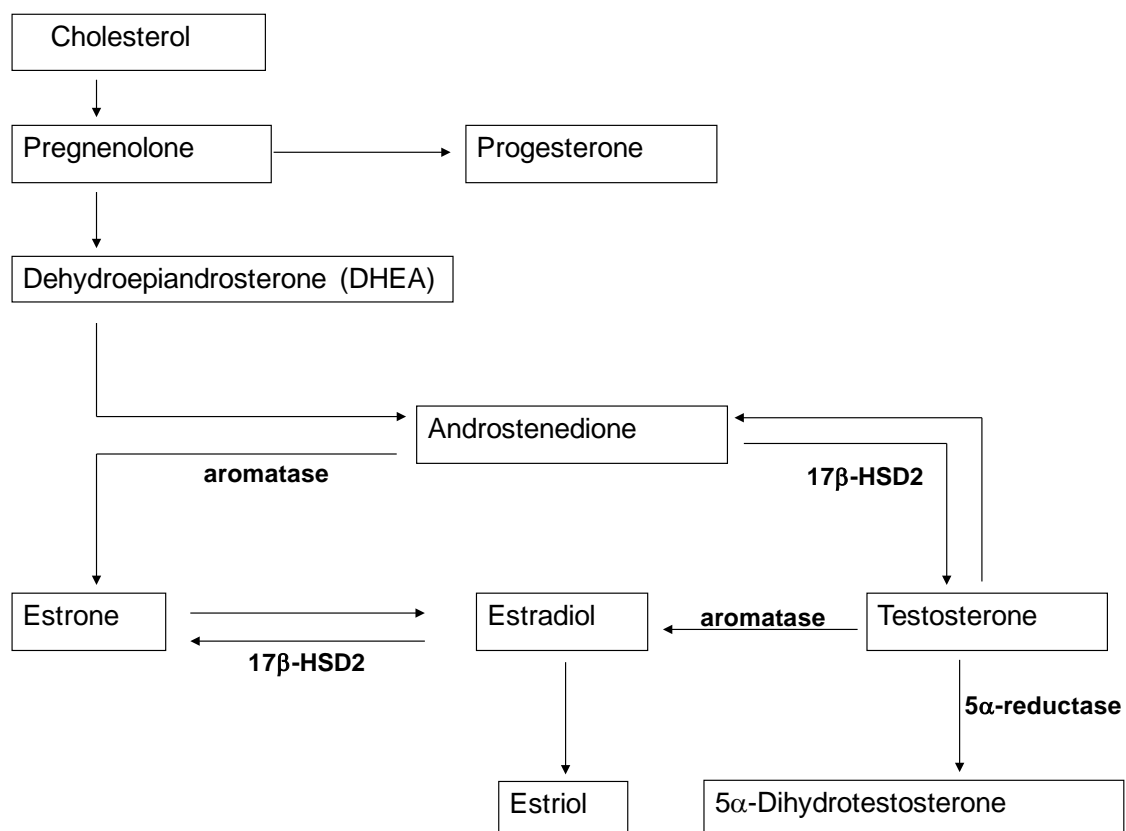 Cholesterol
Pregnenolone
Progesterone
Dehydroepiandrosterone (DHEA)
Androstenedione
aromatase
17β-HSD2
Estrone
Estradiol
aromatase
Testosterone
17β-HSD2
5α-reductase
Estriol
5α-Dihydrotestosterone